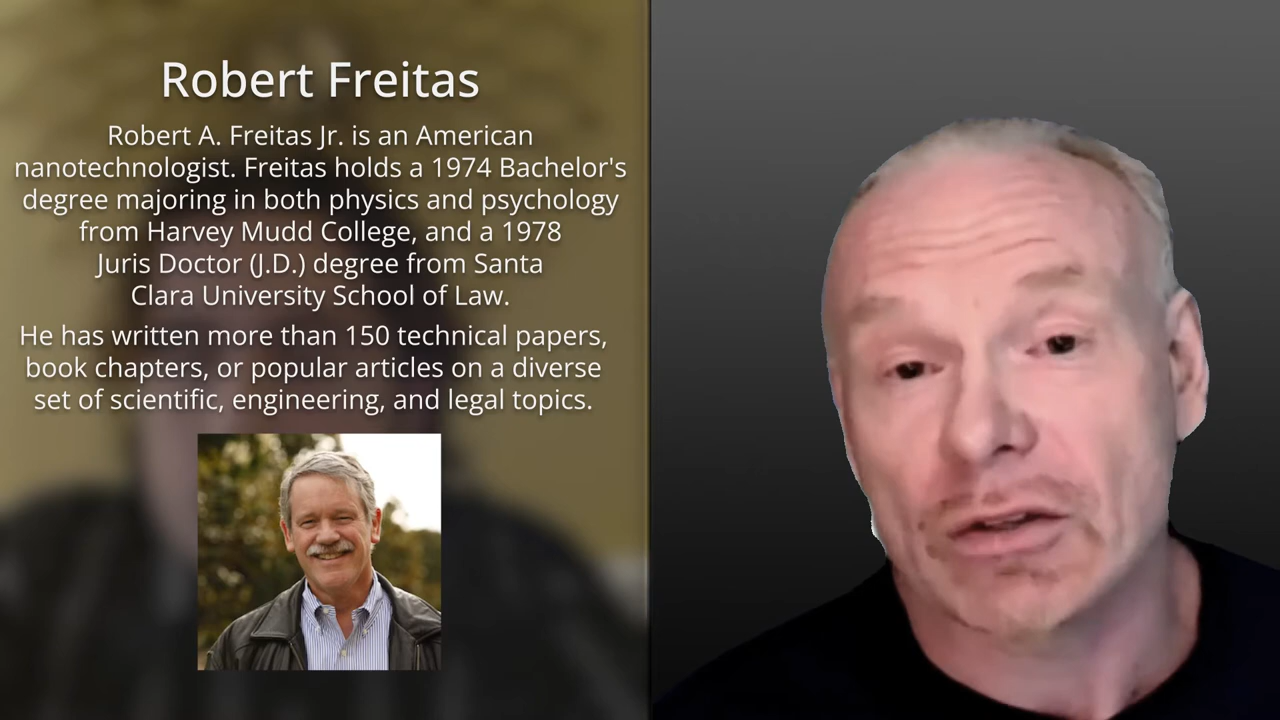 Robert Freitas
Robert A. Freitas Jr. is an American
nanotechnologist. Freitas holds a 1974 Bachelor's
degree majoring in both physics and psychology
from Harvey Mudd College, and a 1978
Juris Doctor (J.D.) degree from Santa
Clara University School of Law.
He has written more than 150 technical papers,
book chapters, or popular articles on a diverse
set of scientific, engineering, and legal topics.